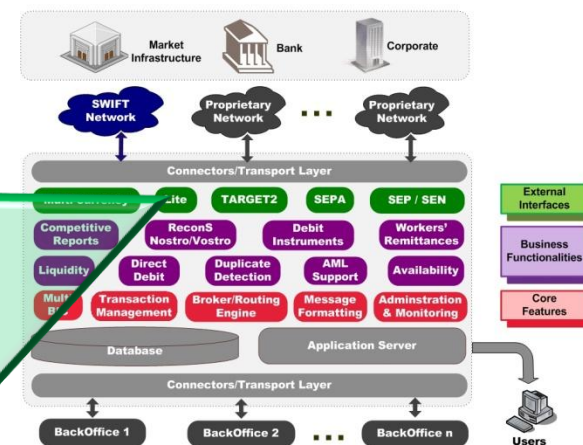 Market
Infrastructure
Bank
Corporate
SWIFT
Network
Proprietary
Network
Proprietary
Network
Connectors/Transport Layer
Lite
TARGET2
SEPA
SEP / SEN
Competitive
Reports
ReconS
Nostro/Vostro
Debit
Instruments
Workers'
Remittances
Liquidity
Direct
Debit
Duplicate
Detection
AML
Support
Availability
Multi
Transaction
Management
Broker/Routing
Engine
Message
Formatting
Adminstration
& Monitoring
Database
Application Server
Connectors/Transport Layer
BackOffice 1
BackOffice 2
BackOffice n
External
Interfaces
Business
Functionalities
Core
Features
Users